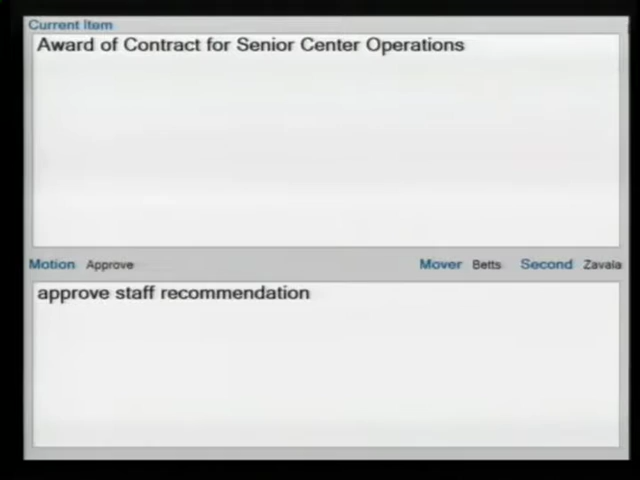 Current Item
Award of Contract for Senior Center Operations
Motion Approve Mover Betts Second Zavala
approve staff recommendation